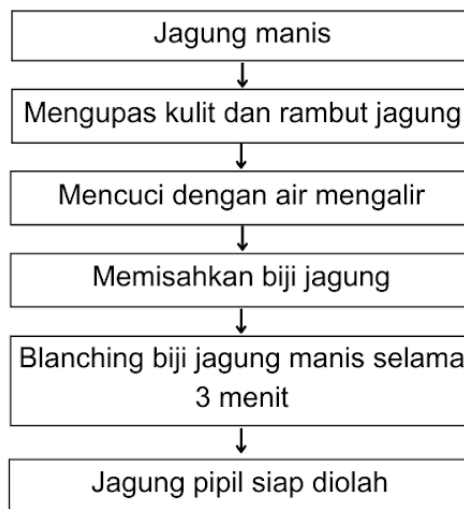 Jagung manis
Mengupas kulit dan rambut jagung
Mencuci dengan air mengalir
Memisahkan biji jagung
Blanching biji jagung manis selama
3 menit
Jagung pipil siap diolah